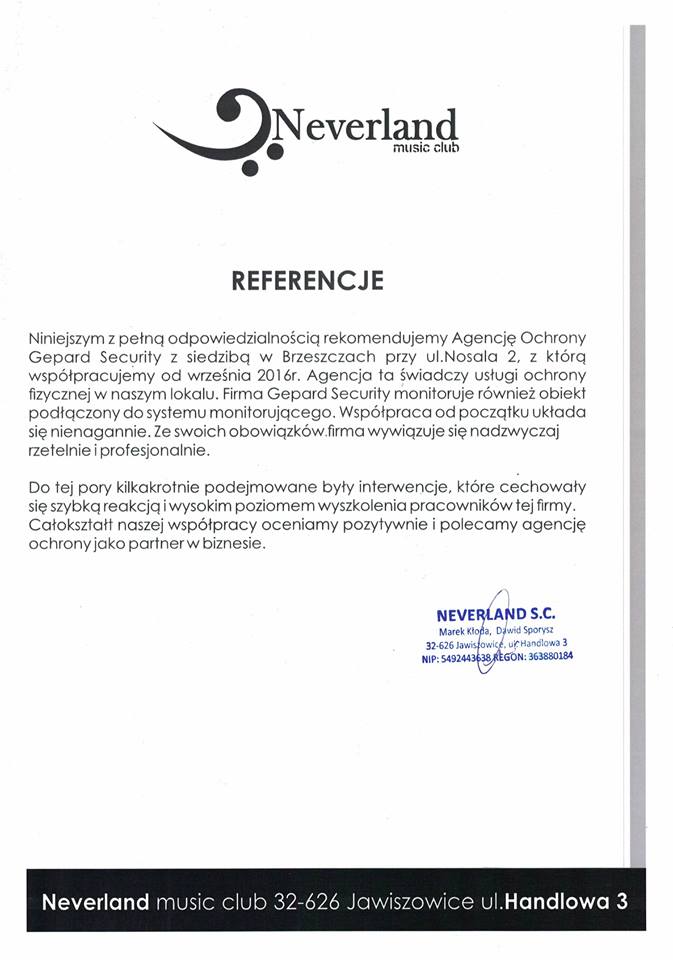 Neverland
music club
REFERENCJE
Niniejszym z pełną odpowiedzialnością rekomendujemy Agencję Ochrony
Gepard Security z siedzibą w Brzeszczach przy ul.Nosala 2, z którą
współpracujemy od września 2016r. Agencja ta świadczy usługi ochrony
fizycznej w naszym lokalu. Firma Gepard Security monitoruje również obiekt
podłączony do systemu monitorującego. Współpraca od początku układa
się nienagannie. Ze swoich obowiązków firma wywiązuje się nadzwyczaj
rzetelnie i profesjonalnie.
Do tej pory kilkakrotnie podejmowane były interwencje, które cechowały
się szybką reakcją i wysokim poziomem wyszkolenia pracowników tej firmy.
Całokształt naszej współpracy oceniamy pozytywnie i polecamy agencję
ochrony jako partner w biznesie.
NEVERLAND S.C.
Marek Kłoda, Dawid Sporysz
32-626 Jawiszowice, ul. Handlowa 3
NIP: 5492443638 REGON: 363880184
Neverland music club 32-626 Jawiszowice ul.Handlowa 3